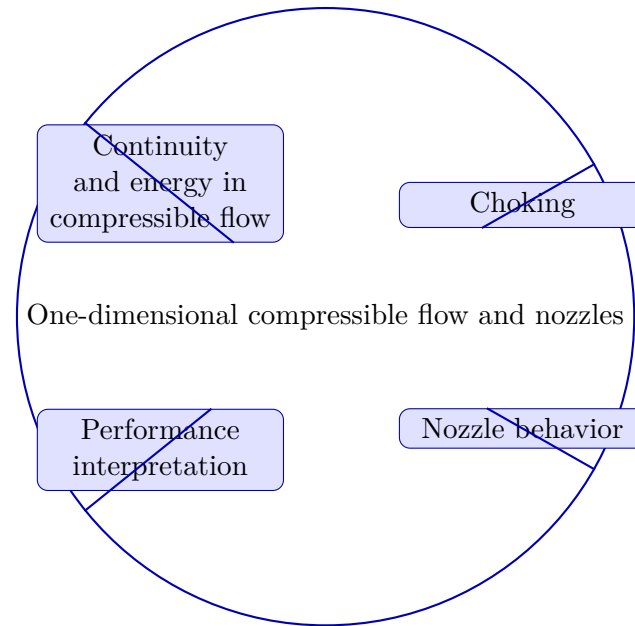 Continuity
and energy in
compressible flow
Choking
One-dimensional compressible flow and nozzles
Performance
interpretation
Nozzle behavior